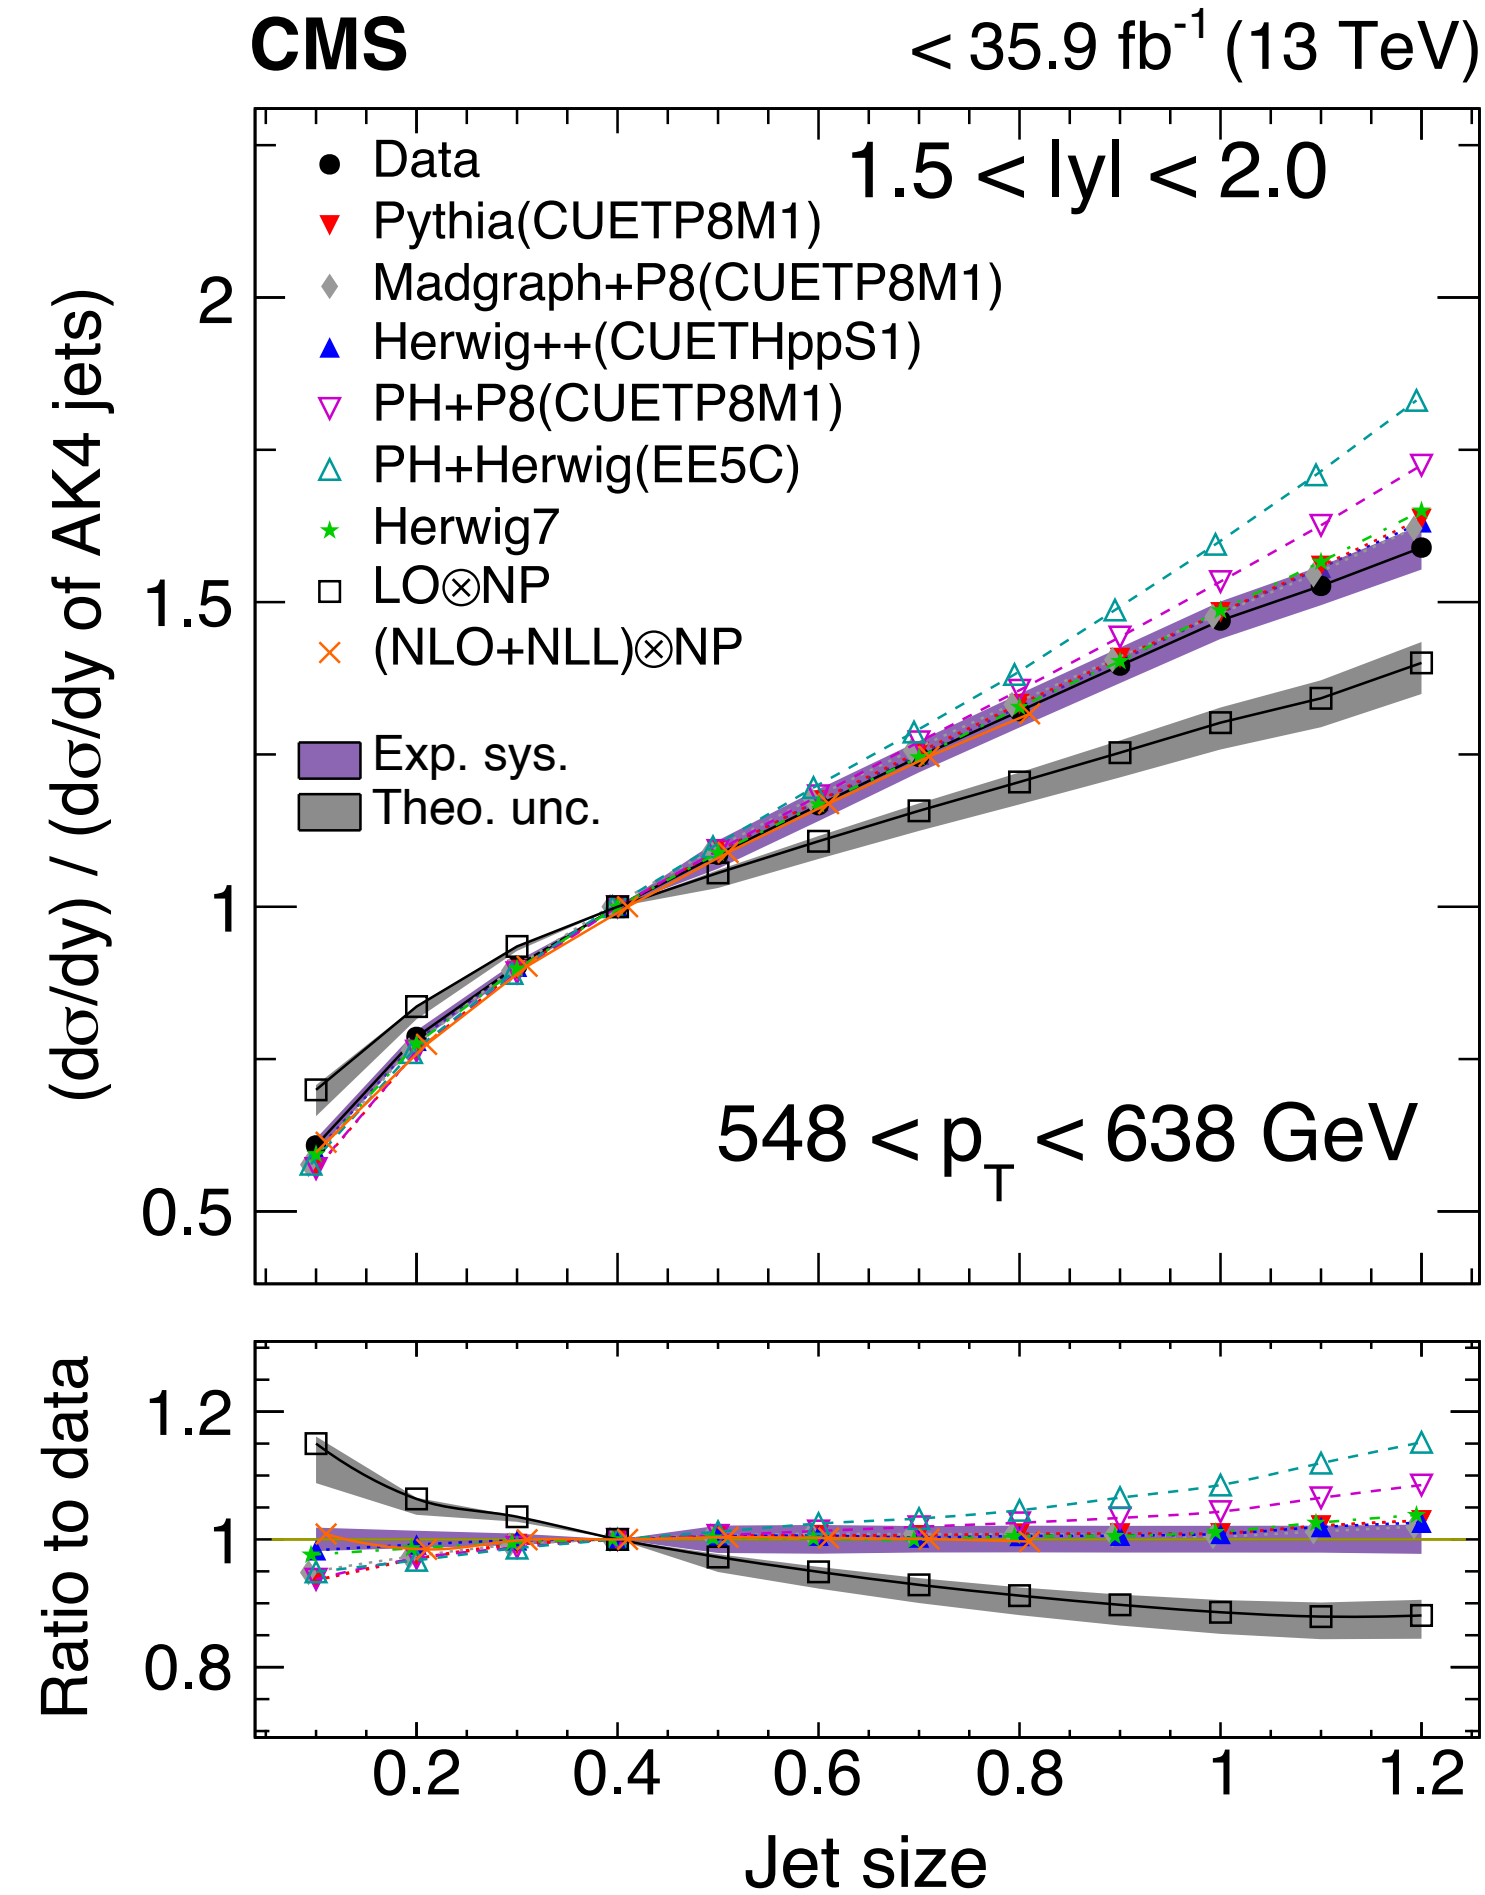 CMS
< 35.9 fb⁻¹ (13 TeV)
1.5 < |y| < 2.0
Data
Pythia(CUETP8M1)
Madgraph+P8(CUETP8M1)
Herwig++(CUETHppS1)
PH+P8(CUETP8M1)
PH+Herwig(EE5C)
Herwig7
LO⊗NP
(NLO+NLL)⊗NP
Exp. sys.
Theo. unc.
548 < p_T < 638 GeV
(dσ/dy) / (dσ/dy of AK4 jets)
2
1.5
1
0.5
Ratio to data
1.2
1
0.8
0.2 0.4 0.6 0.8 1 1.2
Jet size